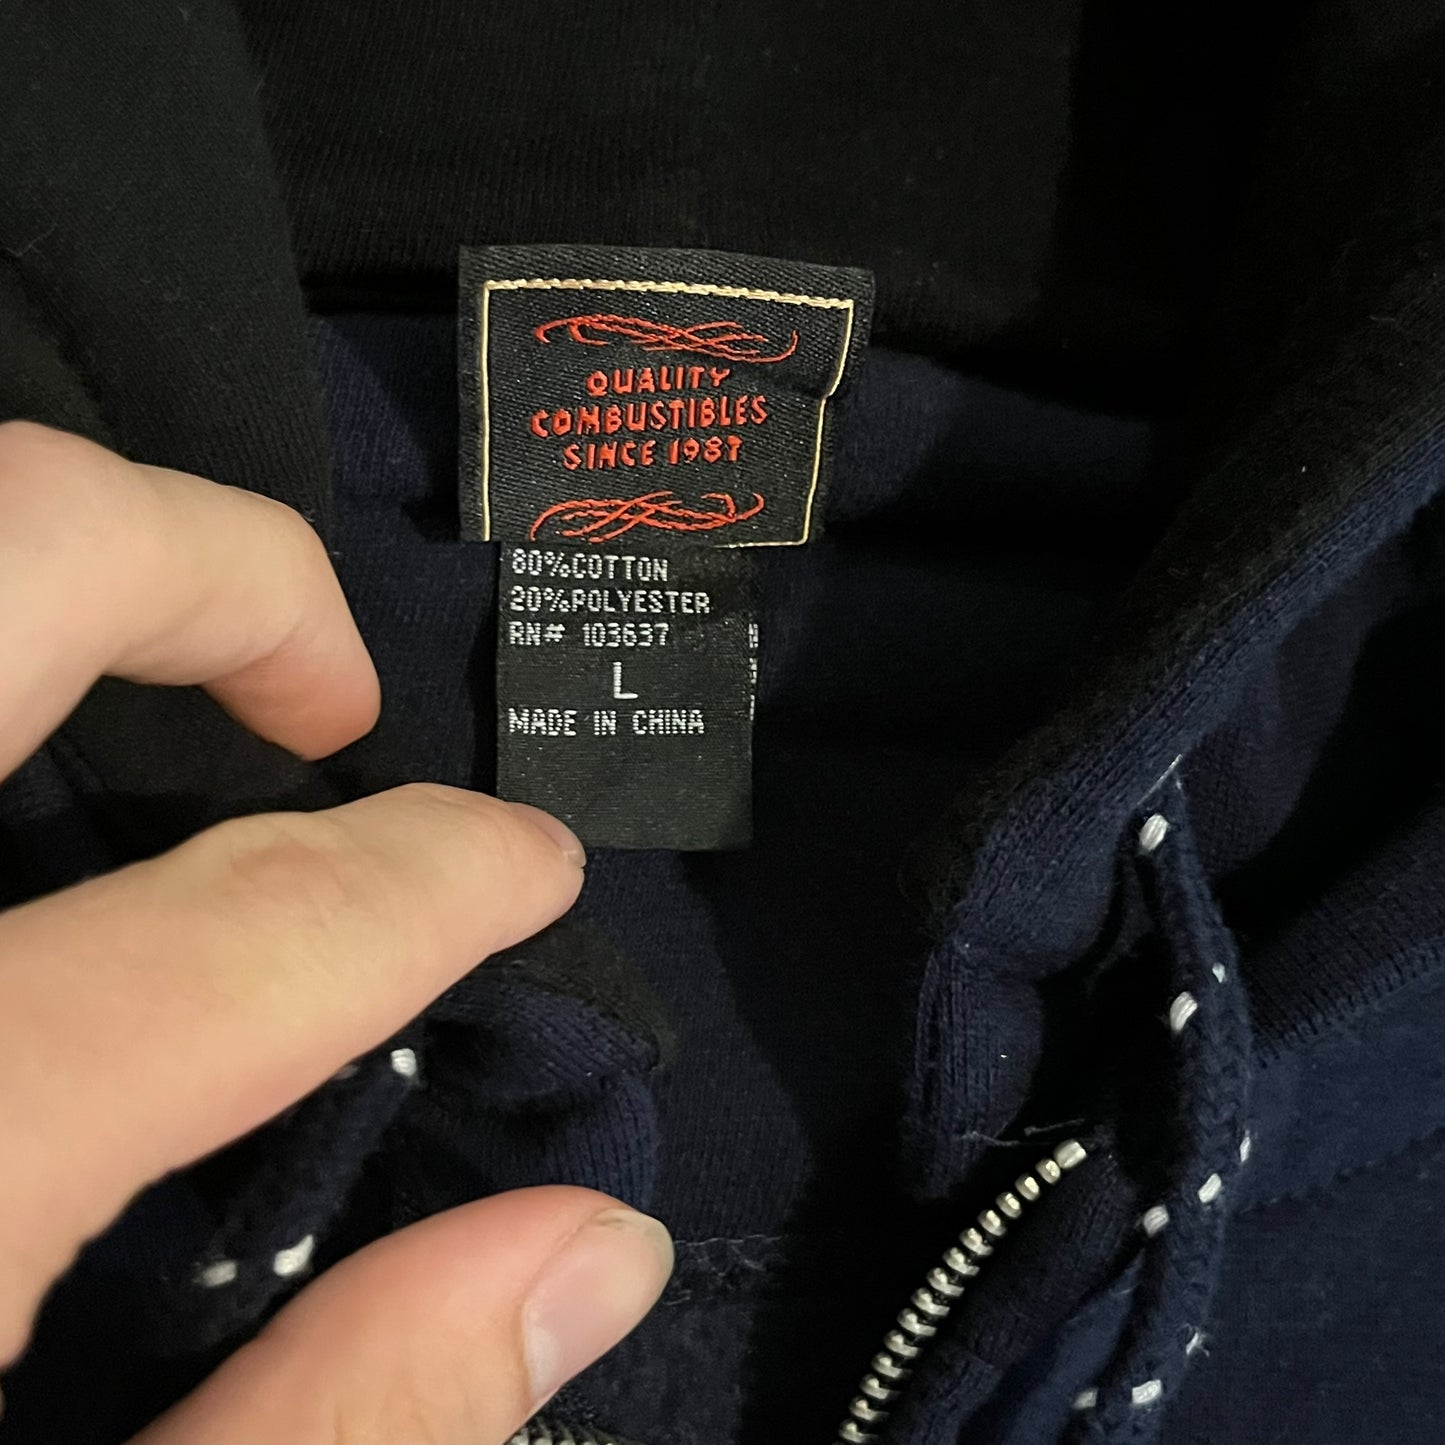 QUALITY
COMBUSTIBLES
SINCE 1987
80%COTTON
20%POLYESTER
RN# 103637
L
MADE IN CHINA